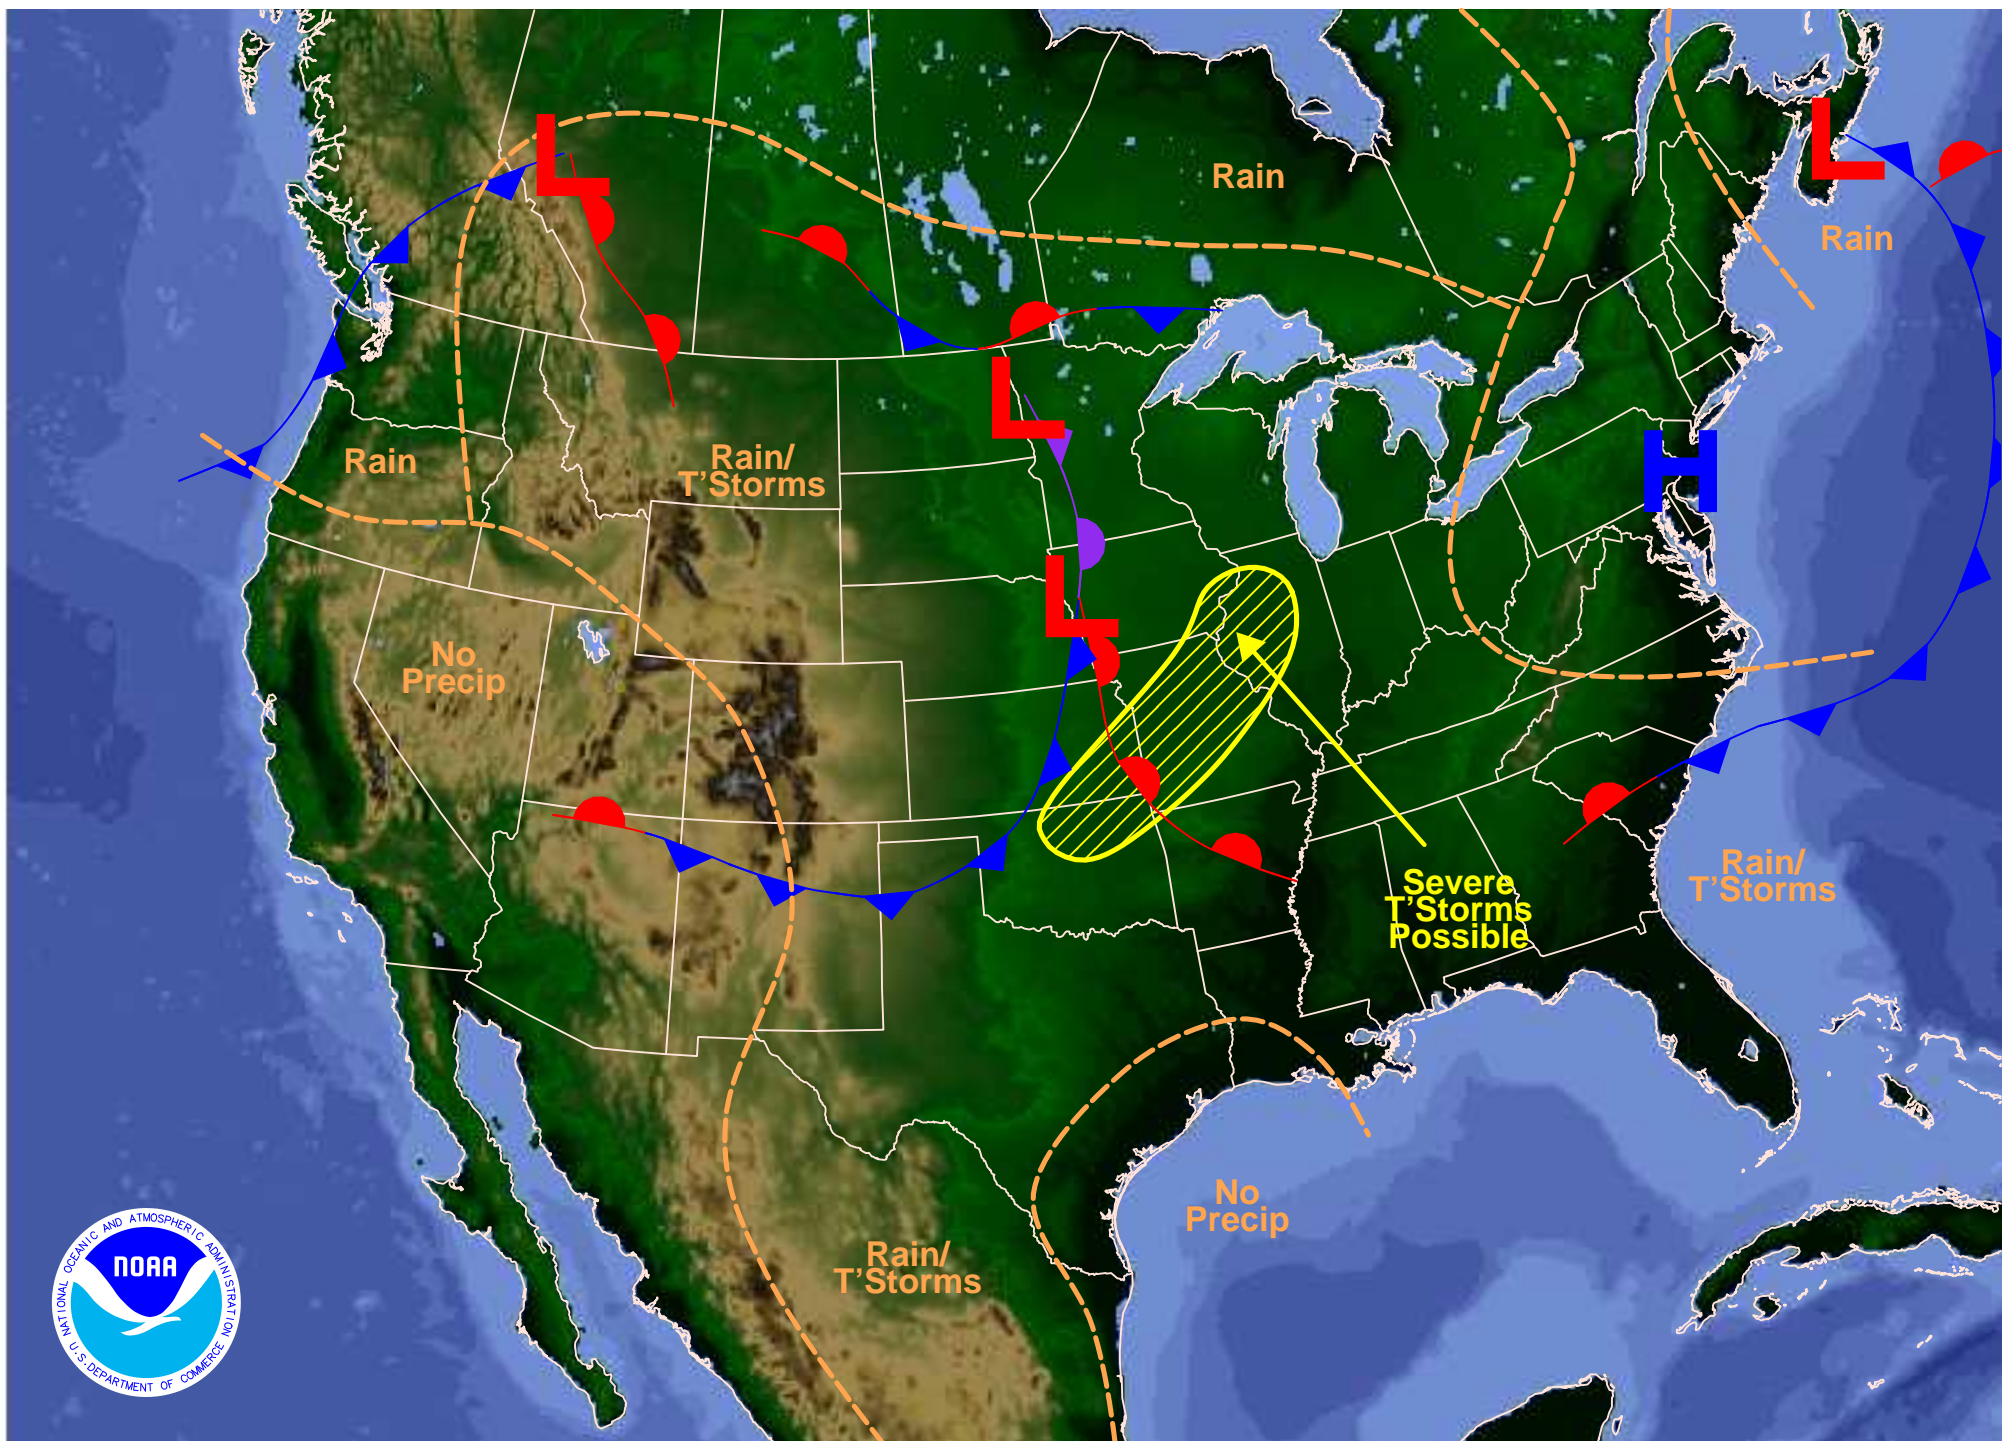 L
Rain
L
Rain
L
H
Rain
Rain/
T'Storms
L
No
Precip
Rain/
T'Storms
Severe
T'Storms
Possible
No
Precip
Rain/
T'Storms
NATIONAL OCEANIC AND ATMOSPHERIC ADMINISTRATION
NOAA
U.S. DEPARTMENT OF COMMERCE